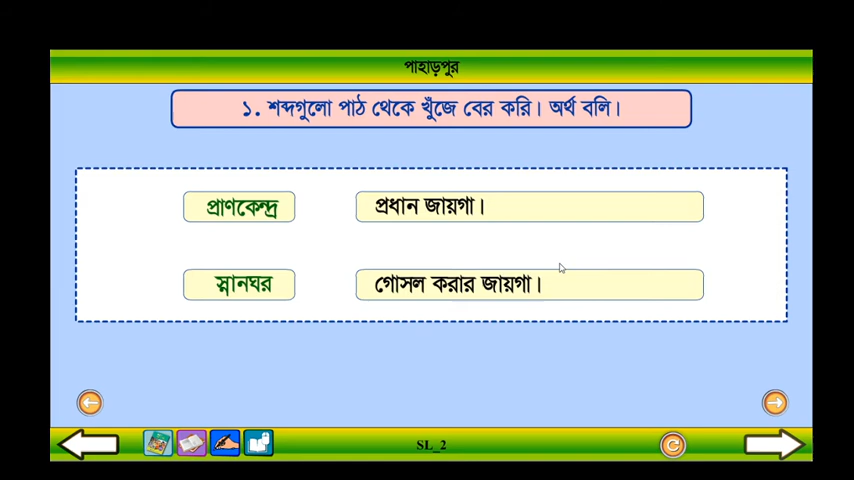 পাহাড়পুর
১. শব্দগুলো পাঠ থেকে খুঁজে বের করি। অর্থ বলি।
প্রাণকেন্দ্র প্রধান জায়গা।
স্নানঘর গোসল করার জায়গা।
SL_2